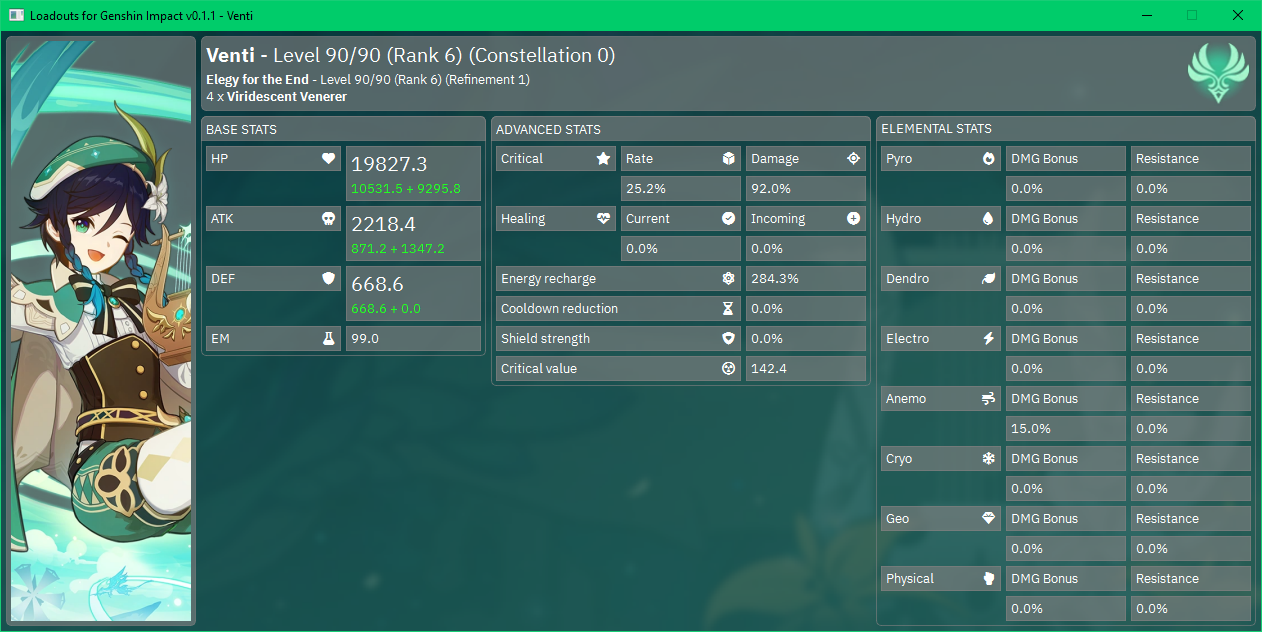 Loadouts for Genshin Impact v0.1.1 - Venti
Venti - Level 90/90 (Rank 6) (Constellation 0)
Elegy for the End - Level 90/90 (Rank 6) (Refinement 1)
4 x Viridescent Venerer
BASE STATS
HP
19827.3
10531.5 + 9295.8
ATK
2218.4
871.2 + 1347.2
DEF
668.6
668.6 + 0.0
EM 99.0
ADVANCED STATS
Critical Rate Damage
25.2% 92.0%
Healing Current Incoming
0.0% 0.0%
Energy recharge 284.3%
Cooldown reduction 0.0%
Shield strength 0.0%
Critical value 142.4
ELEMENTAL STATS
Pyro DMG Bonus Resistance
0.0% 0.0%
Hydro DMG Bonus Resistance
0.0% 0.0%
Dendro DMG Bonus Resistance
0.0% 0.0%
Electro DMG Bonus Resistance
0.0% 0.0%
Anemo DMG Bonus Resistance
15.0% 0.0%
Cryo DMG Bonus Resistance
0.0% 0.0%
Geo DMG Bonus Resistance
0.0% 0.0%
Physical DMG Bonus Resistance
0.0% 0.0%